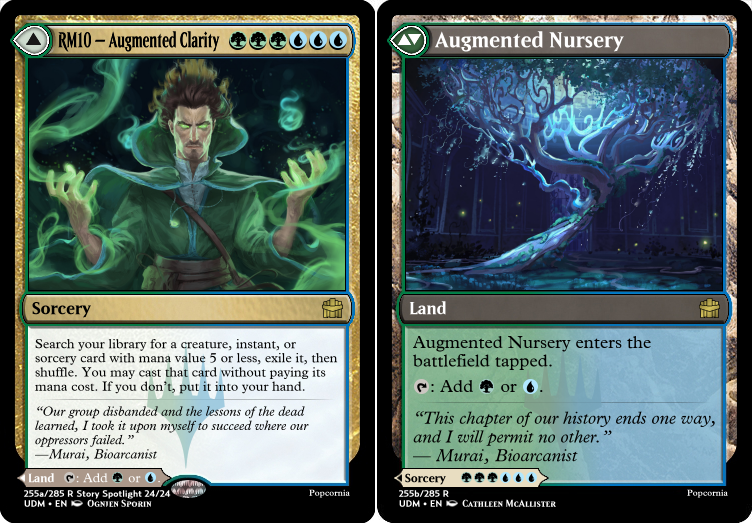 RM10 – Augmented Clarity
Sorcery
Search your library for a creature, instant, or
sorcery card with mana value 5 or less, exile it, then
shuffle. You may cast that card without paying its
mana cost. If you don't, put it into your hand.
“Our group disbanded and the lessons of the dead
learned, I took it upon myself to succeed where our
oppressors failed.”
—Murai, Bioarcanist
Land : Add or .
255a/285 R Story Spotlight 24/24
UDM • EN Ognien Sporin
Popcornia
Augmented Nursery
Land
Augmented Nursery enters the
battlefield tapped.
: Add or .
“This chapter of our history ends one way,
and I will permit no other.”
— Murai, Bioarcanist
Sorcery
255b/285 R
UDM • EN Cathleen McAllister
Popcornia